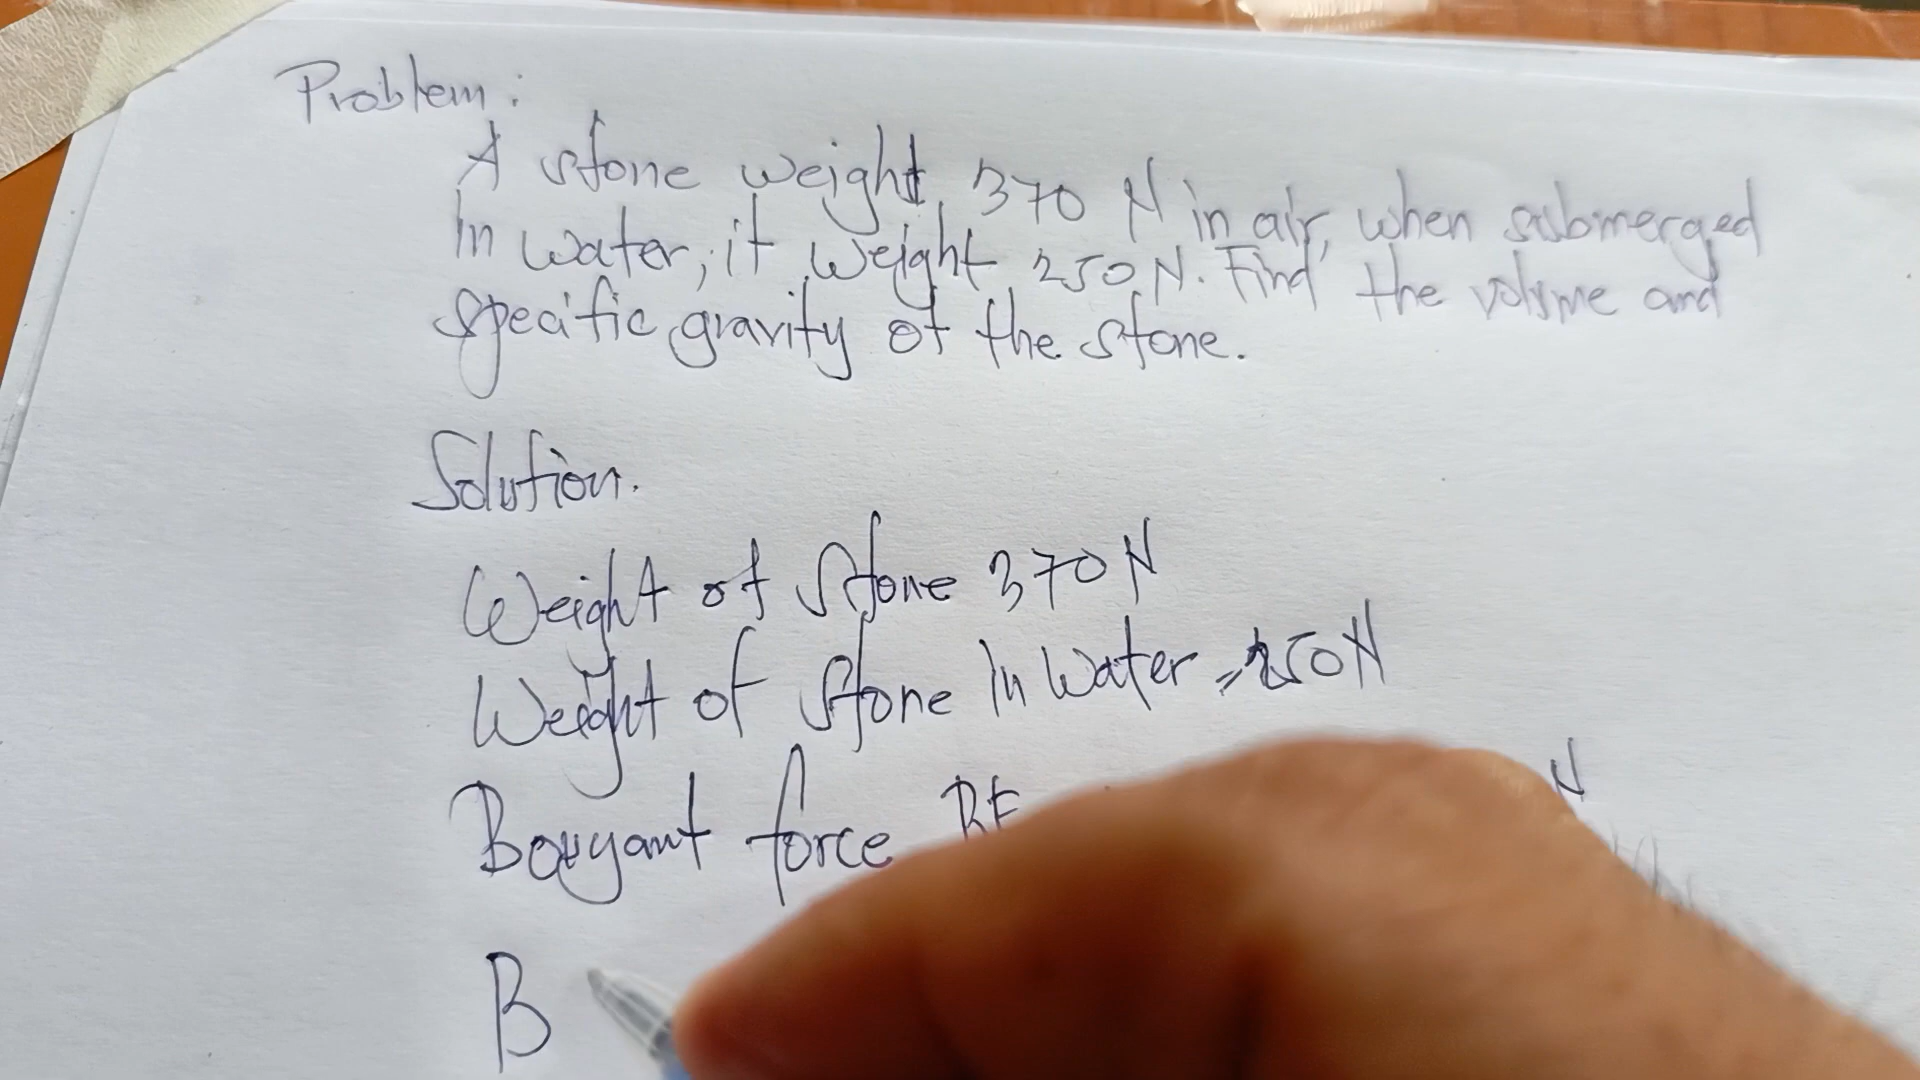 Problem:
A stone weight 370 N in air, when submerged
in water, it weight 250 N. Find the volume and
specific gravity of the stone.
Solution.
Weight of stone 370 N
Weight of stone in water = 250 N
Bouyant force BF N
B